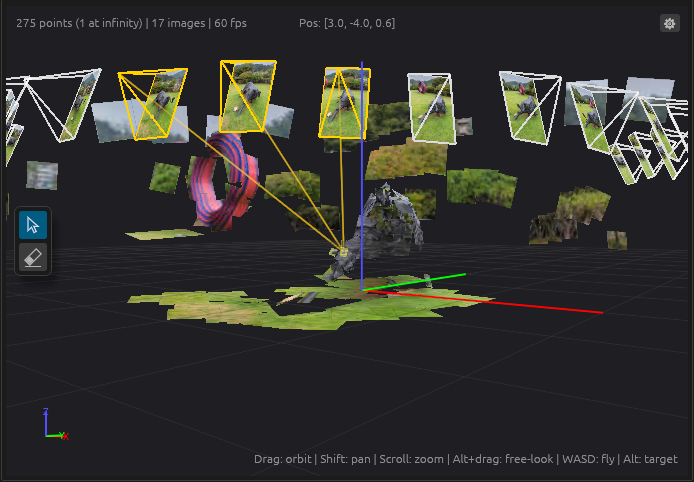 275 points (1 at infinity) | 17 images | 60 fps
Pos: [3.0, -4.0, 0.6]
Z
X
Drag: orbit | Shift: pan | Scroll: zoom | Alt+drag: free-look | WASD: fly | Alt: target